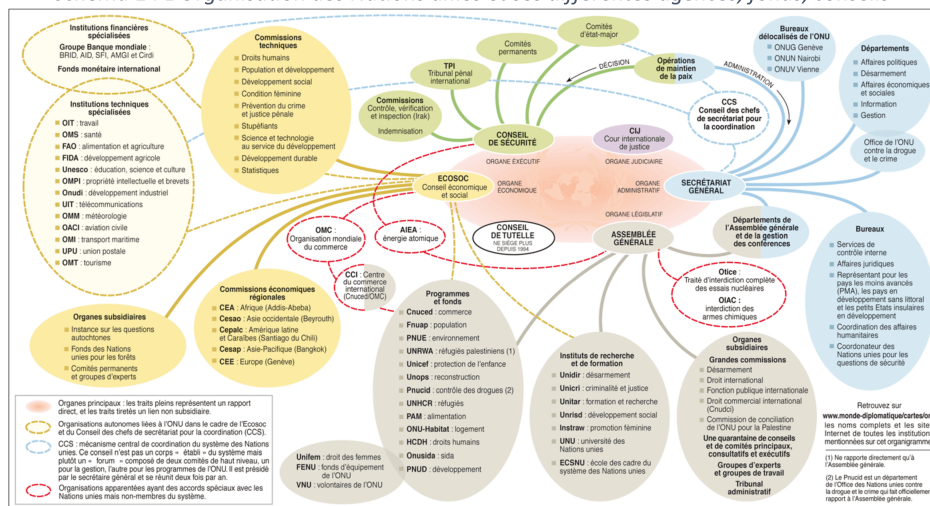 Institutions financières
spécialisées
Groupe Banque mondiale :
BRID, AID, SFI, AMGI et Cirdi
Fonds monétaire international
Institutions techniques
spécialisées
OIT : travail
OMS : santé
FAO : alimentation et agriculture
FIDA : développement agricole
Unesco : éducation, science et culture
OMPI : propriété intellectuelle et brevets
Onudi : développement industriel
UIT : télécommunications
OMM : météorologie
OACI : aviation civile
OMI : transport maritime
UPU : union postale
OMT : tourisme
Commissions
techniques
Droits humains
Population et développement
Développement social
Condition féminine
Prévention du crime
et justice pénale
Stupéfiants
Science et technologie
au service du développement
Développement durable
Statistiques
TPI
Tribunal pénal
international
Comités
permanents
Comités
d'état-major
Commissions
Contrôle, vérification
et inspection (Irak)
Indemnisation
CONSEIL
DE SÉCURITÉ
DÉCISION
Opérations
de maintien
de la paix
ADMINISTRATION
CCS
Conseil des chefs
de secrétariat pour
la coordination
Bureaux
délocalisés de l'ONU
ONUG Genève
ONUN Nairobi
ONUV Vienne
Départements
Affaires politiques
Désarmement
Affaires économiques
et sociales
Information
Gestion
Office de l'ONU
contre la drogue
et le crime
CIJ
Cour internationale
de justice
ORGANE EXÉCUTIF
ORGANE JUDICIAIRE
ECOSOC
Conseil économique
et social
ORGANE
ÉCONOMIQUE
ORGANE
ADMINISTRATIF
SECRÉTARIAT
GÉNÉRAL
ORGANE LÉGISLATIF
OMC :
Organisation mondiale
du commerce
AIEA :
énergie atomique
CONSEIL
DE TUTELLE
NE SIÈGE PLUS
DEPUIS 1994
ASSEMBLÉE
GÉNÉRALE
Départements
de l'Assemblée générale
et de la gestion
des conférences
CCI : Centre
du commerce
international
(Cnuced/OMC)
Otice :
Traité d'interdiction complète
des essais nucléaires
OIAC :
interdiction des
armes chimiques
Bureaux
Services de
contrôle interne
Affaires juridiques
Représentant pour les
pays les moins avancés
(PMA), les pays en
développement sans littoral
et les petits Etats insulaires
en développement
Coordination des affaires
humanitaires
Coordonateur des
Nations unies pour les
questions de sécurité
Organes subsidiaires
Instance sur les questions
autochtones
Fonds des Nations
unies pour les forêts
Comités permanents
et groupes d'experts
Commissions économiques
régionales
CEA : Afrique (Addis-Abeba)
Cesao : Asie occidentale (Beyrouth)
Cepalc : Amérique latine
et Caraïbes (Santiago du Chili)
Cesap : Asie-Pacifique (Bangkok)
CEE : Europe (Genève)
Programmes
et fonds
Cnuced : commerce
Fnuap : population
PNUE : environnement
UNRWA : réfugiés palestiniens (1)
Unicef : protection de l'enfance
Unops : reconstruction
Pnucid : contrôle des drogues (2)
UNHCR : réfugiés
PAM : alimentation
ONU-Habitat : logement
HCDH : droits humains
Onusida : sida
PNUD : développement
Unifem : droit des femmes
FENU : fonds d'équipement
de l'ONU
VNU : volontaires de l'ONU
Instituts de recherche
et de formation
Unidir : désarmement
Unicri : criminalité et justice
Unitar : formation et recherche
Unrisd : développement social
Instraw : promotion féminine
UNU : université des
Nations unies
ECSNU : école des cadre du
système des Nations unies
Organes
subsidiaires
Grandes commissions
Désarmement
Droit international
Fonction publique internationale
Droit commercial international
(Cnudci)
Commission de conciliation
de l'ONU pour la Palestine
Une quarantaine de conseils
et de comités principaux,
consultatifs et exécutifs
Groupes d'experts
et groupes de travail
Tribunal
administratif
Organes principaux : les traits pleins représentent un rapport
direct, et les traits tiretés un lien non subsidiaire.
Organisations autonomes liées à l'ONU dans le cadre de l'Ecosoc
et du Conseil des chefs de secrétariat pour la coordination (CCS).
CCS : mécanisme central de coordination du système des Nations
unies. Ce conseil n'est pas un corps « établi » du système mais
plutôt un « forum » composé de deux comités de haut niveau, un
pour la gestion, l'autre pour les programmes de l'ONU. Il est présidé
par le secrétaire général et se réunit deux fois par an.
Organisations apparentées ayant des accords spéciaux avec les
Nations unies mais non-membres du système.
Retrouvez sur
www.monde-diplomatique/cartes/on
les noms complets et les site
Internet de toutes les institution
mentionnées sur cet organigramme
(1) Ne rapporte directement qu'à
l'Assemblée générale.
(2) Le Pnucid est un département
de l'Office des Nations unies contre
la drogue et le crime qui fait officiellemen
rapport à l'Assemblée générale.